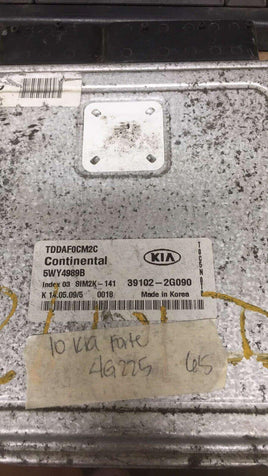 TDDAF0CM2C
Continental
5WY4989B
Index 03 SIM2K-141
K 14.05.09/5 0018
KIA
39102-2G090
Made in Korea
10 Kia Forte
4G225 65